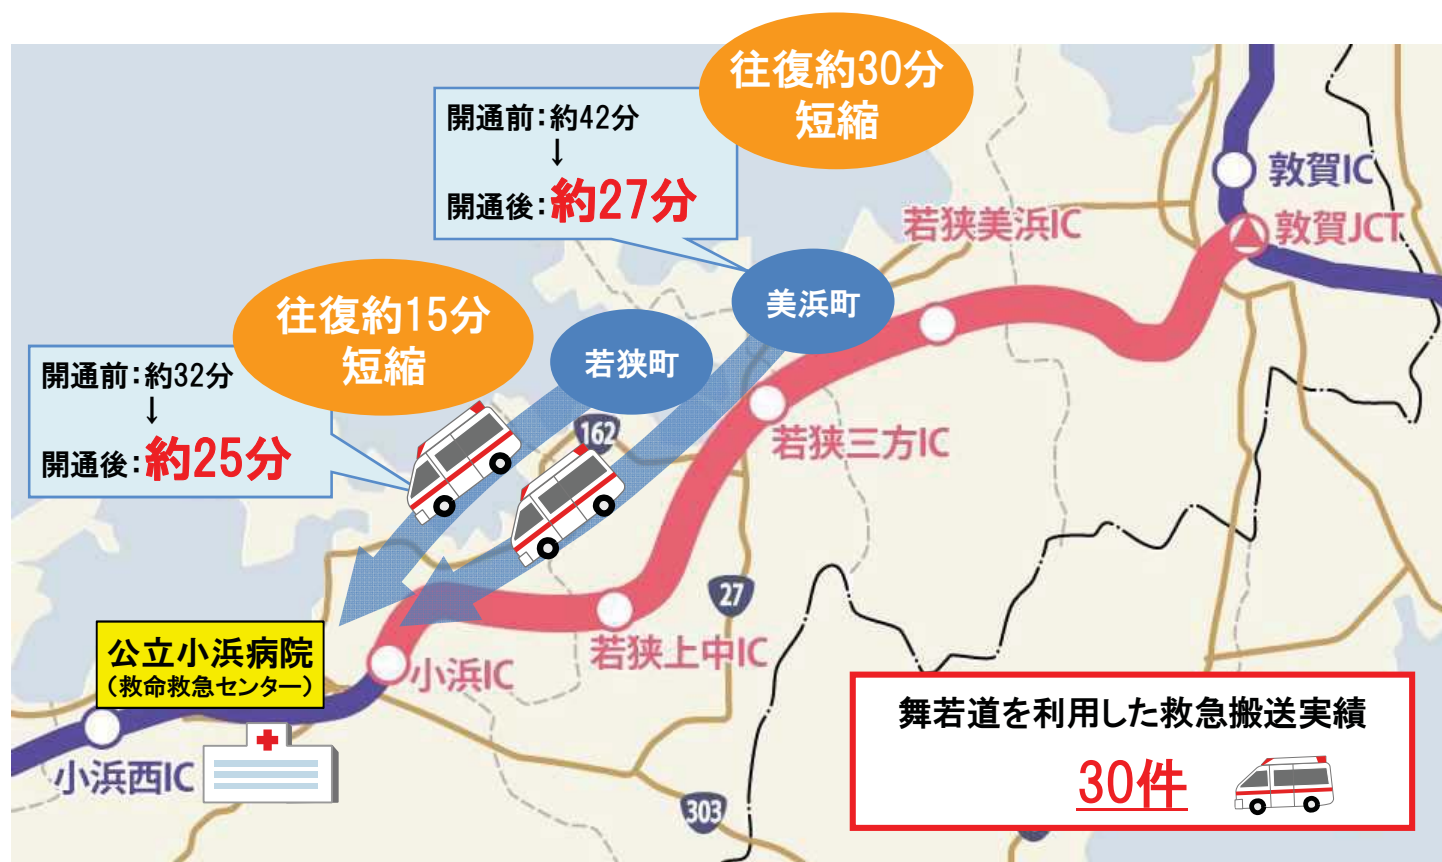 往復約30分
短縮
開通前：約42分
↓
開通後：約27分
敦賀IC
敦賀JCT
若狭美浜IC
美浜町
往復約15分
短縮
若狭町
開通前：約32分
↓
開通後：約25分
162
若狭三方IC
27
若狭上中IC
小浜IC
公立小浜病院
（救命救急センター）
小浜西IC
303
舞若道を利用した救急搬送実績
30件